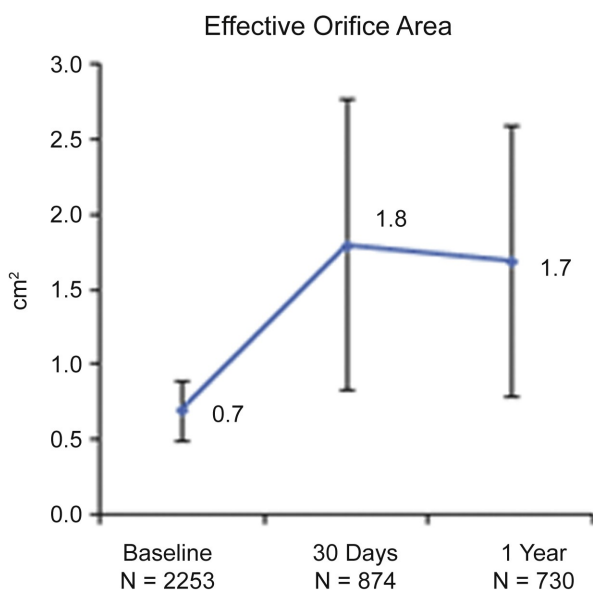 Effective Orifice Area
cm²
3.0
2.5
2.0
1.5
1.0
0.5
0.0
0.7
1.8
1.7
Baseline
N = 2253
30 Days
N = 874
1 Year
N = 730